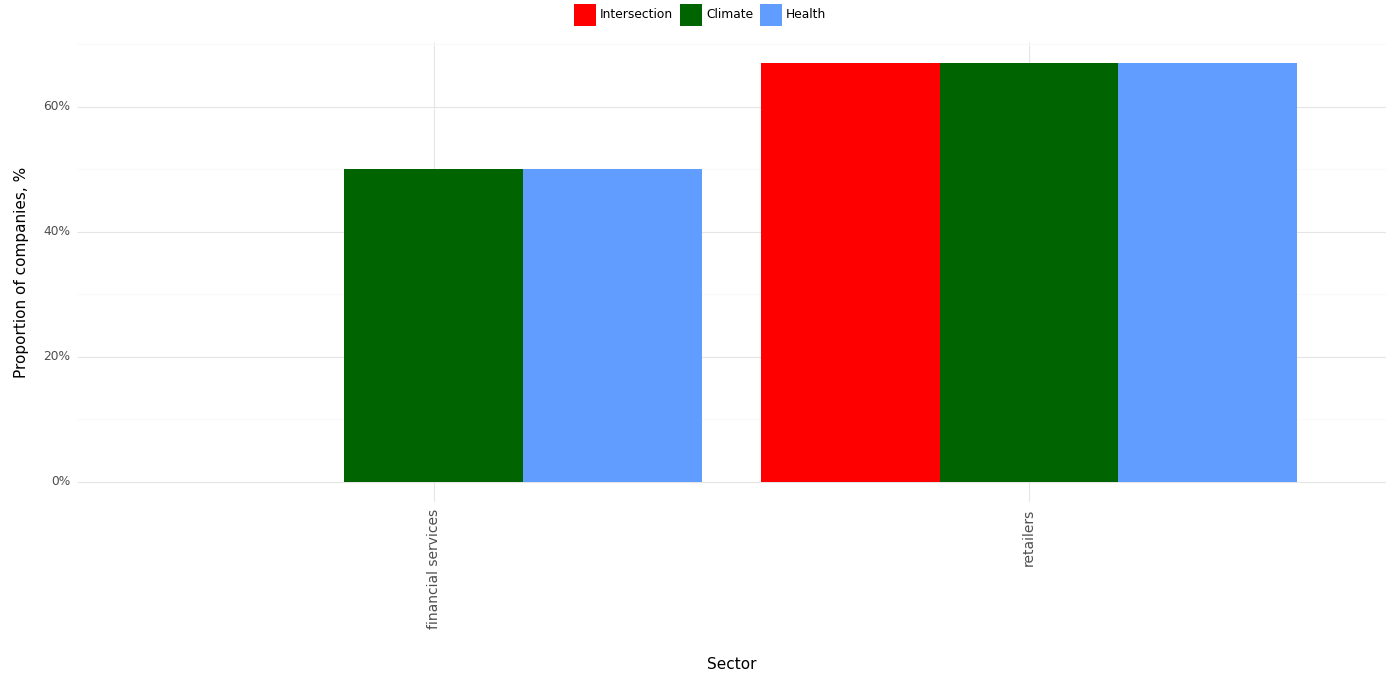 Intersection Climate Health
Proportion of companies, %
60%
40%
20%
0%
financial services
retailers
Sector